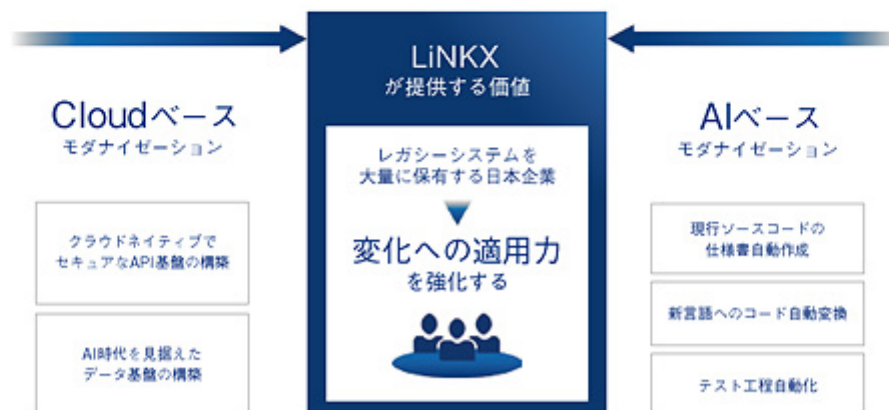 Cloudベース
モダナイゼーション
クラウドネイティブで
セキュアなAPI基盤の構築
AI時代を見据えた
データ基盤の構築
LiNKX
が提供する価値
レガシーシステムを
大量に保有する日本企業
変化への適用力
を強化する
AIベース
モダナイゼーション
現行ソースコードの
仕様書自動作成
新言語へのコード自動変換
テスト工程自動化